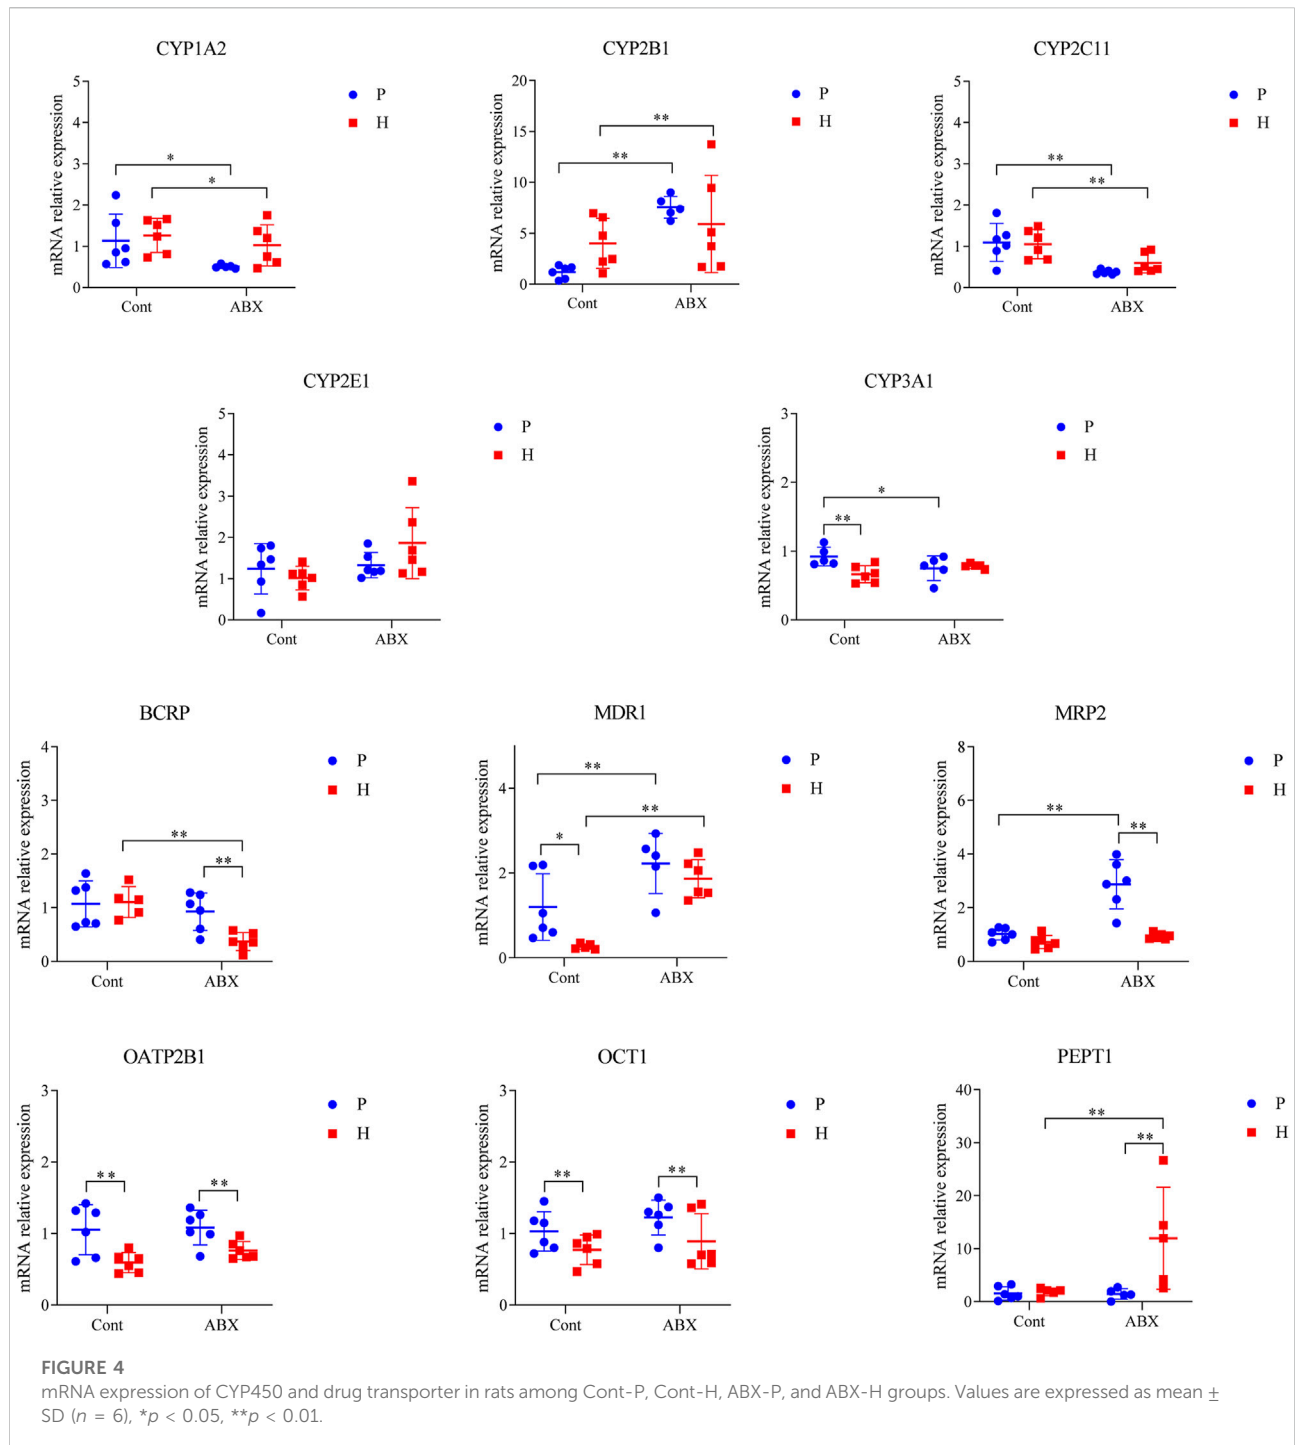 CYP1A2
mRNA relative expression
5
4
3
2
1
0
*
*
Cont
ABX
P
H
CYP2B1
mRNA relative expression
20
15
10
5
0
**
**
Cont
ABX
P
H
CYP2C11
mRNA relative expression
5
4
3
2
1
0
**
**
Cont
ABX
P
H
CYP2E1
mRNA relative expression
5
4
3
2
1
0
Cont
ABX
P
H
CYP3A1
mRNA relative expression
3
2
1
0
*
**
Cont
ABX
P
H
BCRP
mRNA relative expression
4
3
2
1
0
**
**
Cont
ABX
P
H
MDR1
mRNA relative expression
4
2
0
**
**
*
Cont
ABX
P
H
MRP2
mRNA relative expression
8
6
4
2
0
**
**
Cont
ABX
P
H
OATP2B1
mRNA relative expression
3
2
1
0
**
**
Cont
ABX
P
H
OCT1
mRNA relative expression
3
2
1
0
**
**
Cont
ABX
P
H
PEPT1
mRNA relative expression
40
30
20
10
0
**
**
Cont
ABX
P
H
FIGURE 4
mRNA expression of CYP450 and drug transporter in rats among Cont-P, Cont-H, ABX-P, and ABX-H groups. Values are expressed as mean ±
SD (n = 6), *p < 0.05, **p < 0.01.